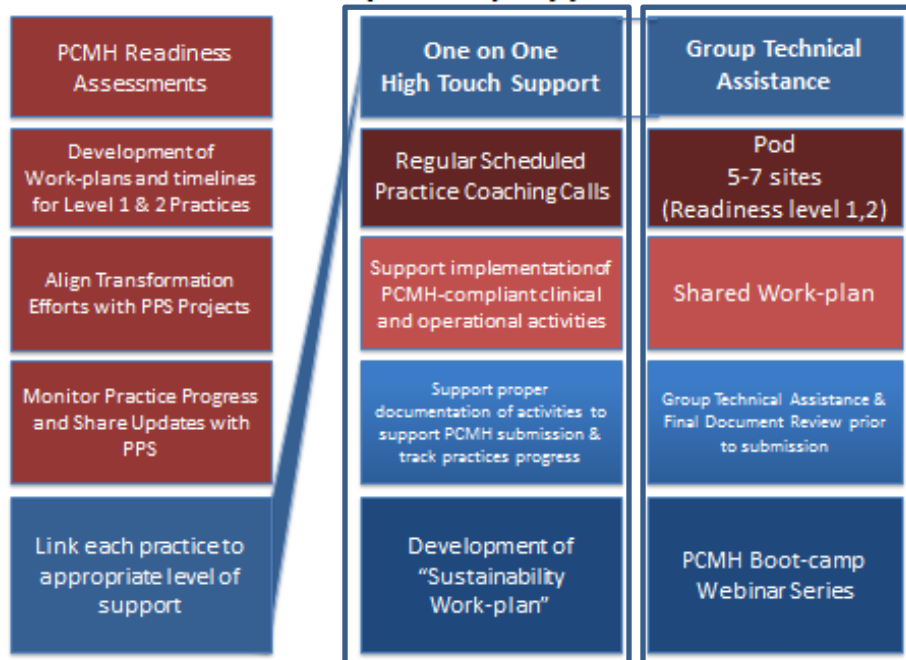 PCMH Readiness
Assessments
Development of
Work-plans and timelines
for Level 1 & 2 Practices
Align Transformation
Efforts with PPS Projects
Monitor Practice Progress
and Share Updates with
PPS
Link each practice to
appropriate level of
support
One on One
High Touch Support
Regular Scheduled
Practice Coaching Calls
Support implementation of
PCMH-compliant clinical
and operational activities
Support proper
documentation of activities to
support PCMH submission &
track practices progress
Development of
“Sustainability
Work-plan”
Group Technical
Assistance
Pod
5-7 sites
(Readiness level 1,2)
Shared Work-plan
Group Technical Assistance &
Final Document Review prior
to submission
PCMH Boot-camp
Webinar Series